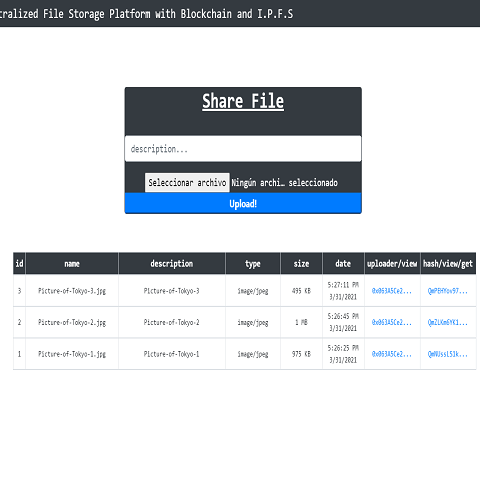 tralized File Storage Platform with Blockchain and I.P.F.S
Share File
description...
Seleccionar archivo Ningún archi… seleccionado
Upload!
id name description type size date uploader/view hash/view/get
3 Picture-of-Tokyo-3.jpg Picture-of-Tokyo-3 image/jpeg 495 KB 5:27:11 PM 3/31/2021 0x063A5Ce2...
2 Picture-of-Tokyo-2.jpg Picture-of-Tokyo-2 image/jpeg 1 MB 5:26:45 PM 3/31/2021 0x063A5Ce2...
1 Picture-of-Tokyo-1.jpg Picture-of-Tokyo-1 image/jpeg 975 KB 5:26:25 PM 3/31/2021 0x063A5Ce2...